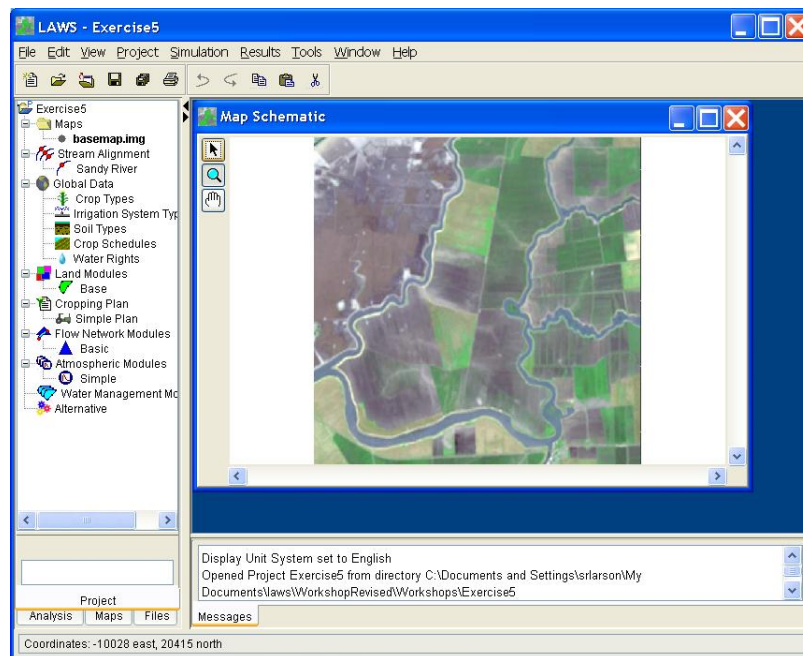 LAWS - Exercise5
File Edit View Project Simulation Results Tools Window Help
Exercise5
Maps
basemap.img
Stream Alignment
Sandy River
Global Data
Crop Types
Irrigation System Typ
Soil Types
Crop Schedules
Water Rights
Land Modules
Base
Cropping Plan
Simple Plan
Flow Network Modules
Basic
Atmospheric Modules
Simple
Water Management Mo
Alternative
Map Schematic
Project
Analysis Maps Files
Display Unit System set to English
Opened Project Exercise5 from directory C:\Documents and Settings\srlarson\My
Documents\laws\WorkshopRevised\Workshops\Exercise5
Messages
Coordinates: -10028 east, 20415 north